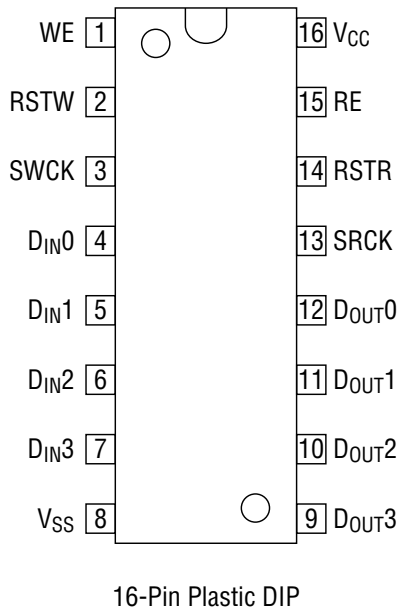 WE 1 16 VCC
RSTW 2 15 RE
SWCK 3 14 RSTR
DIN0 4 13 SRCK
DIN1 5 12 DOUT0
DIN2 6 11 DOUT1
DIN3 7 10 DOUT2
VSS 8 9 DOUT3
16-Pin Plastic DIP